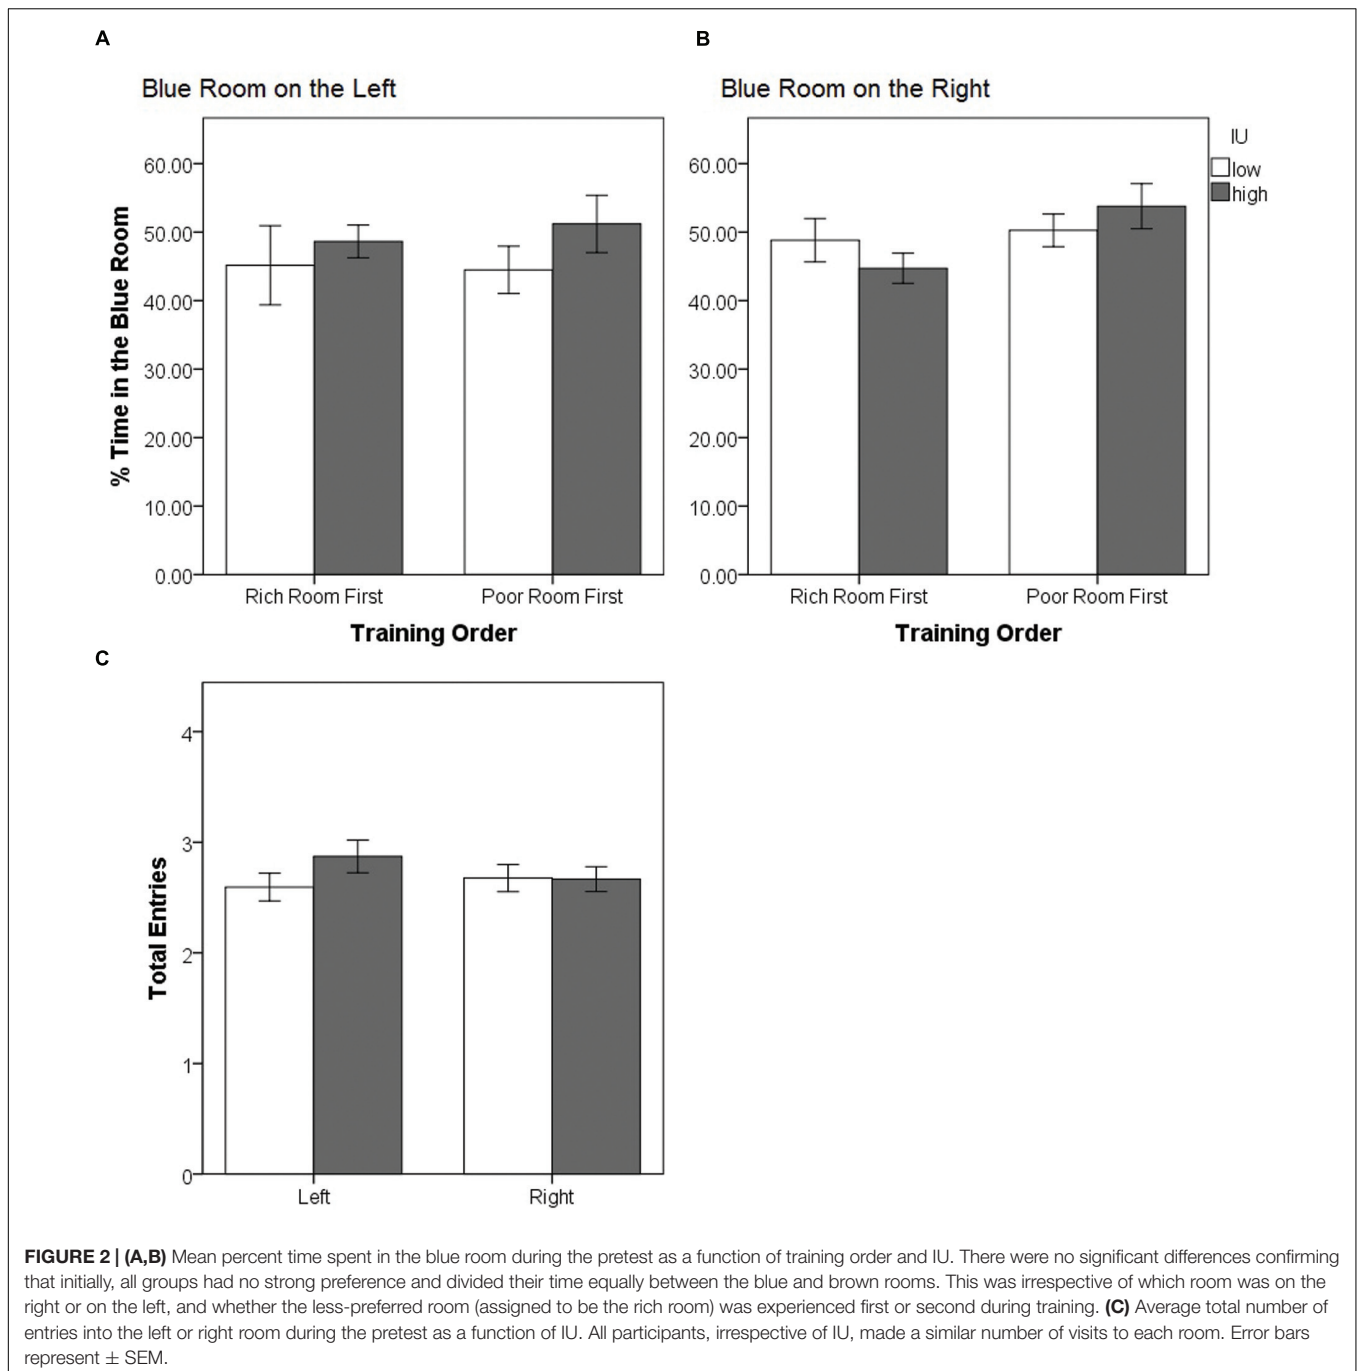 A
Blue Room on the Left
% Time in the Blue Room
60.00
50.00
40.00
30.00
20.00
10.00
0.00
Rich Room First
Poor Room First
Training Order
B
Blue Room on the Right
60.00
50.00
40.00
30.00
20.00
10.00
0.00
Rich Room First
Poor Room First
Training Order
IU
low
high
C
Total Entries
4
3
2
1
0
Left
Right
FIGURE 2 | (A,B) Mean percent time spent in the blue room during the pretest as a function of training order and IU. There were no significant differences confirming
that initially, all groups had no strong preference and divided their time equally between the blue and brown rooms. This was irrespective of which room was on the
right or on the left, and whether the less-preferred room (assigned to be the rich room) was experienced first or second during training. (C) Average total number of
entries into the left or right room during the pretest as a function of IU. All participants, irrespective of IU, made a similar number of visits to each room. Error bars
represent ± SEM.